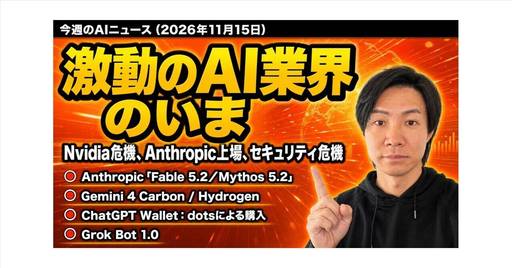 今週のAIニュース（2026年11月15日）
激動のAI業界
のいま
Nvidia危機、Anthropic上場、セキュリティ危機
Anthropic「Fable 5.2／Mythos 5.2」
Gemini 4 Carbon / Hydrogen
ChatGPT Wallet：dotsによる購入
Grok Bot 1.0